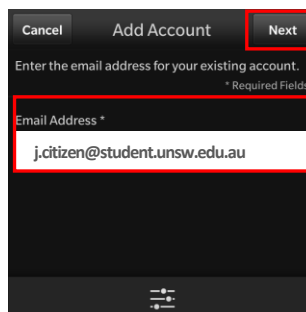 Cancel Add Account Next
Enter the email address for your existing account.
* Required Fields
Email Address *
j.citizen@student.unsw.edu.au